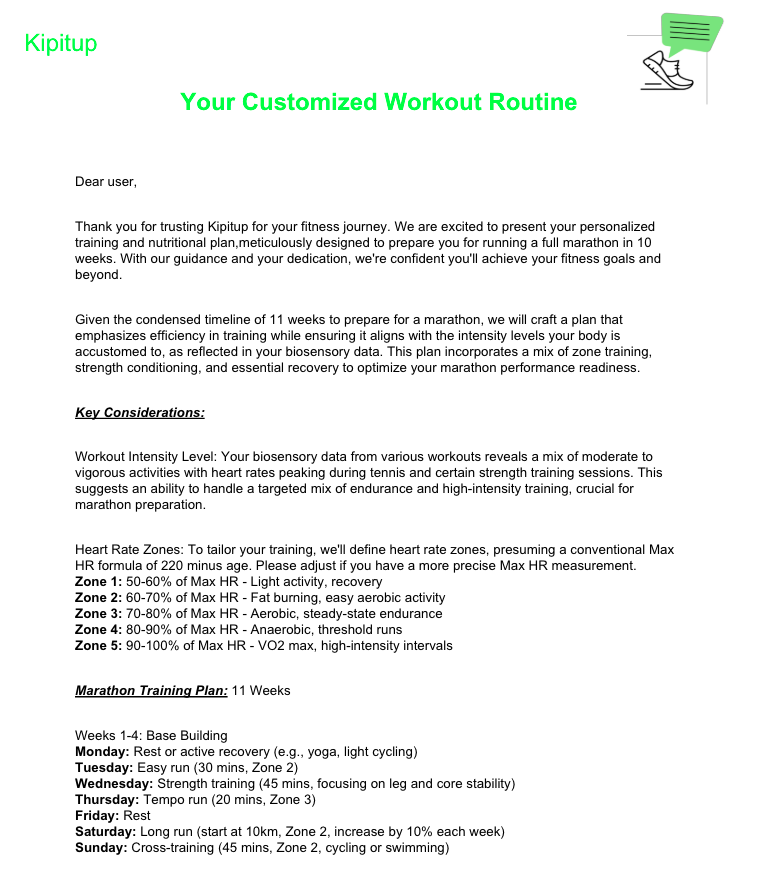 Kipitup
Your Customized Workout Routine
Dear user,
Thank you for trusting Kipitup for your fitness journey. We are excited to present your personalized
training and nutritional plan,meticulously designed to prepare you for running a full marathon in 10
weeks. With our guidance and your dedication, we're confident you'll achieve your fitness goals and
beyond.
Given the condensed timeline of 11 weeks to prepare for a marathon, we will craft a plan that
emphasizes efficiency in training while ensuring it aligns with the intensity levels your body is
accustomed to, as reflected in your biosensory data. This plan incorporates a mix of zone training,
strength conditioning, and essential recovery to optimize your marathon performance readiness.
Key Considerations:
Workout Intensity Level: Your biosensory data from various workouts reveals a mix of moderate to
vigorous activities with heart rates peaking during tennis and certain strength training sessions. This
suggests an ability to handle a targeted mix of endurance and high-intensity training, crucial for
marathon preparation.
Heart Rate Zones: To tailor your training, we'll define heart rate zones, presuming a conventional Max
HR formula of 220 minus age. Please adjust if you have a more precise Max HR measurement.
Zone 1: 50-60% of Max HR - Light activity, recovery
Zone 2: 60-70% of Max HR - Fat burning, easy aerobic activity
Zone 3: 70-80% of Max HR - Aerobic, steady-state endurance
Zone 4: 80-90% of Max HR - Anaerobic, threshold runs
Zone 5: 90-100% of Max HR - VO2 max, high-intensity intervals
Marathon Training Plan: 11 Weeks
Weeks 1-4: Base Building
Monday: Rest or active recovery (e.g., yoga, light cycling)
Tuesday: Easy run (30 mins, Zone 2)
Wednesday: Strength training (45 mins, focusing on leg and core stability)
Thursday: Tempo run (20 mins, Zone 3)
Friday: Rest
Saturday: Long run (start at 10km, Zone 2, increase by 10% each week)
Sunday: Cross-training (45 mins, Zone 2, cycling or swimming)